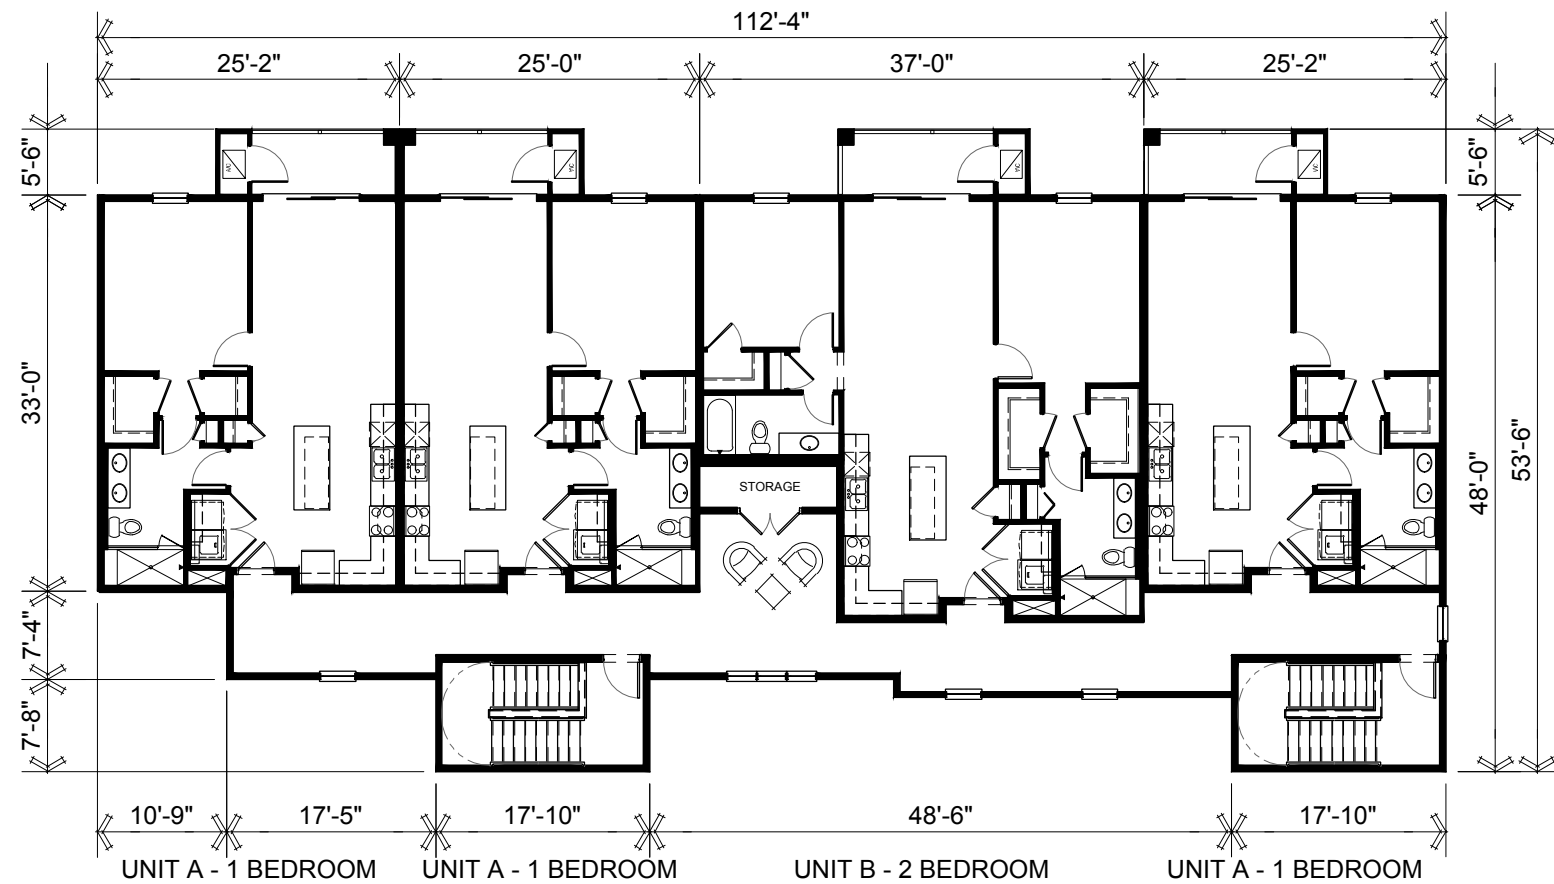 112'-4"
25'-2"
25'-0"
37'-0"
25'-2"
5'-6"
5'-6"
A/C
A/C
A/C
A/C
33'-0"
48'-0"
53'-6"
STORAGE
7'-4"
7'-8"
10'-9"
17'-5"
17'-10"
48'-6"
17'-10"
UNIT A - 1 BEDROOM
UNIT A - 1 BEDROOM
UNIT B - 2 BEDROOM
UNIT A - 1 BEDROOM